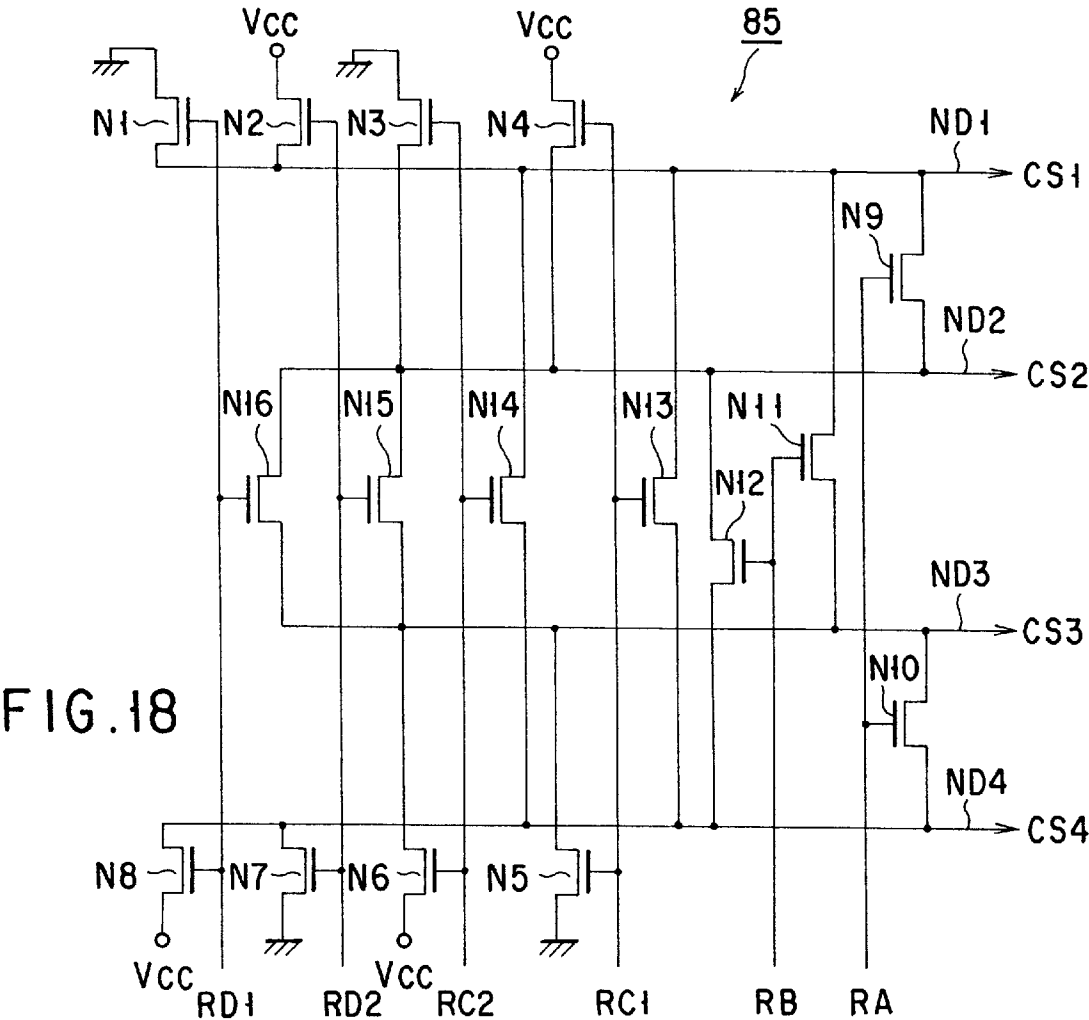 VCC
VCC
85
N1
N2
N3
N4
ND1
CS1
N9
ND2
CS2
N16
N15
N14
N13
N11
N12
ND3
CS3
N10
FIG.18
ND4
CS4
N8
N7
N6
N5
VCC
VCC
RD1
RD2
RC2
RC1
RB
RA